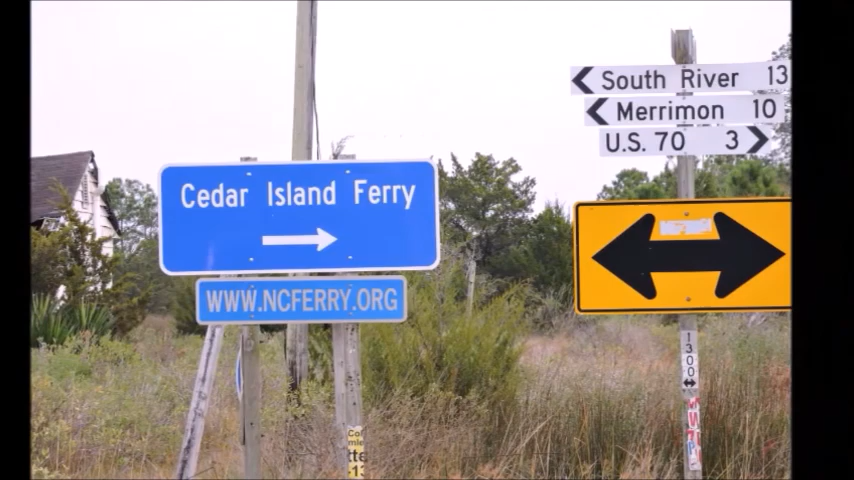 Cedar Island Ferry
WWW.NCFERRY.ORG
South River 13
Merrimon 10
U.S. 70 3
1300